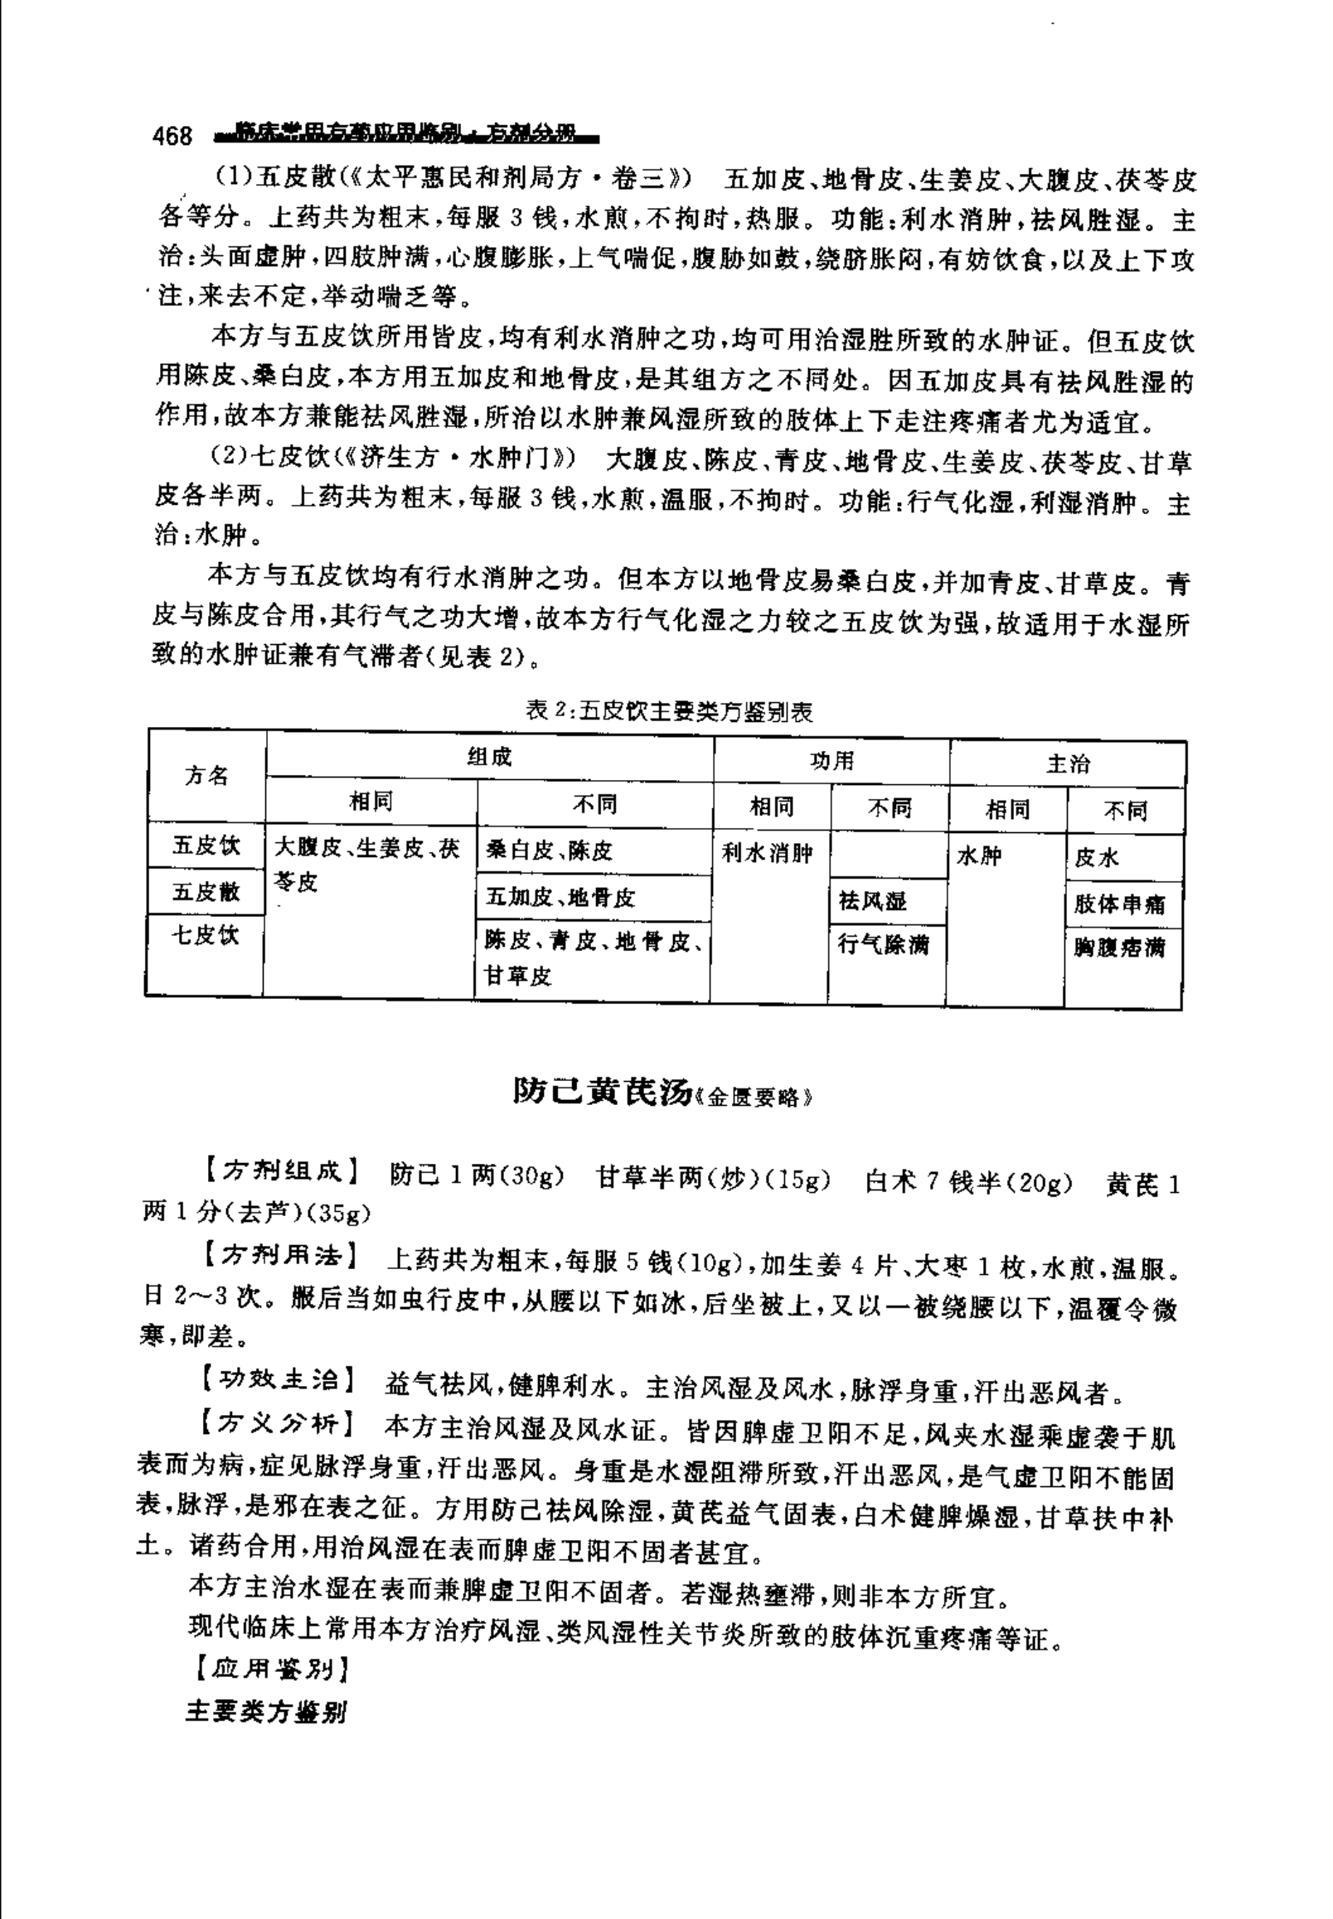 468 临床常用方药应用鉴别·方剂分册
(1)五皮散(《太平惠民和剂局方·卷三》) 五加皮、地骨皮、生姜皮、大腹皮、茯苓皮
各等分。上药共为粗末,每服3钱,水煎,不拘时,热服。功能:利水消肿,祛风胜湿。主
治:头面虚肿,四肢肿满,心腹膨胀,上气喘促,腹胁如鼓,绕脐胀闷,有妨饮食,以及上下攻
注,来去不定,举动喘乏等。
本方与五皮饮所用皆皮,均有利水消肿之功,均可用治湿胜所致的水肿证。但五皮饮
用陈皮、桑白皮,本方用五加皮和地骨皮,是其组方之不同处。因五加皮具有祛风胜湿的
作用,故本方兼能祛风胜湿,所治以水肿兼风湿所致的肢体上下走注疼痛者尤为适宜。
(2)七皮饮(《济生方·水肿门》) 大腹皮、陈皮、青皮、地骨皮、生姜皮、茯苓皮、甘草
皮各半两。上药共为粗末,每服3钱,水煎,温服,不拘时。功能:行气化湿,利湿消肿。主
治:水肿。
本方与五皮饮均有行水消肿之功。但本方以地骨皮易桑白皮,并加青皮、甘草皮。青
皮与陈皮合用,其行气之功大增,故本方行气化湿之力较之五皮饮为强,故适用于水湿所
致的水肿证兼有气滞者(见表2)。
表2:五皮饮主要类方鉴别表
方名 组成 功用 主治
相同 不同 相同 不同 相同 不同
五皮饮 大腹皮、生姜皮、茯 桑白皮、陈皮 利水消肿 水肿 皮水
五皮散 苓皮 五加皮、地骨皮 祛风湿 肢体串痛
七皮饮 陈皮、青皮、地骨皮、 行气除满 胸腹痞满
甘草皮
防己黄芪汤《金匮要略》
【方剂组成】 防己1两(30g) 甘草半两(炒)(15g) 白术7钱半(20g) 黄芪1
两1分(去芦)(35g)
【方剂用法】 上药共为粗末,每服5钱(10g),加生姜4片、大枣1枚,水煎,温服。
日2~3次。服后当如虫行皮中,从腰以下如冰,后坐被上,又以一被绕腰以下,温覆令微
寒,即差。
【功效主治】 益气祛风,健脾利水。主治风湿及风水,脉浮身重,汗出恶风者。
【方义分析】 本方主治风湿及风水证。皆因脾虚卫阳不足,风夹水湿乘虚袭于肌
表而为病,症见脉浮身重,汗出恶风。身重是水湿阻滞所致,汗出恶风,是气虚卫阳不能固
表,脉浮,是邪在表之征。方用防己祛风除湿,黄芪益气固表,白术健脾燥湿,甘草扶中补
土。诸药合用,用治风湿在表而脾虚卫阳不固者甚宜。
本方主治水湿在表而兼脾虚卫阳不固者。若湿热壅滞,则非本方所宜。
现代临床上常用本方治疗风湿、类风湿性关节炎所致的肢体沉重疼痛等证。
【应用鉴别】
主要类方鉴别